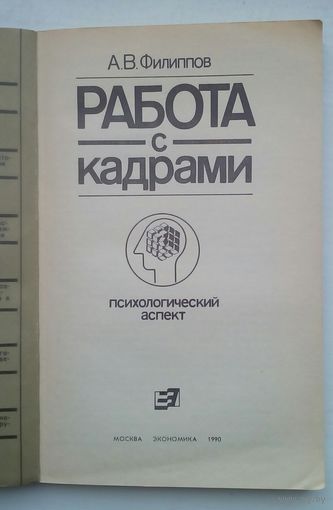 А.В. Филиппов
РАБОТА
с
кадрами
психологический
аспект
МОСКВА ЭКОНОМИКА 1990